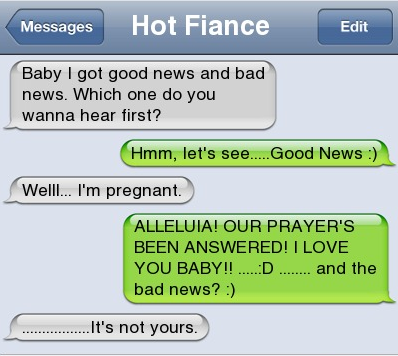 Messages
Hot Fiance
Edit
Baby I got good news and bad
news. Which one do you
wanna hear first?
Hmm, let's see.....Good News :)
Welll... I'm pregnant.
ALLELUIA! OUR PRAYER'S
BEEN ANSWERED! I LOVE
YOU BABY!! .....:D ........ and the
bad news? :)
.................It's not yours.